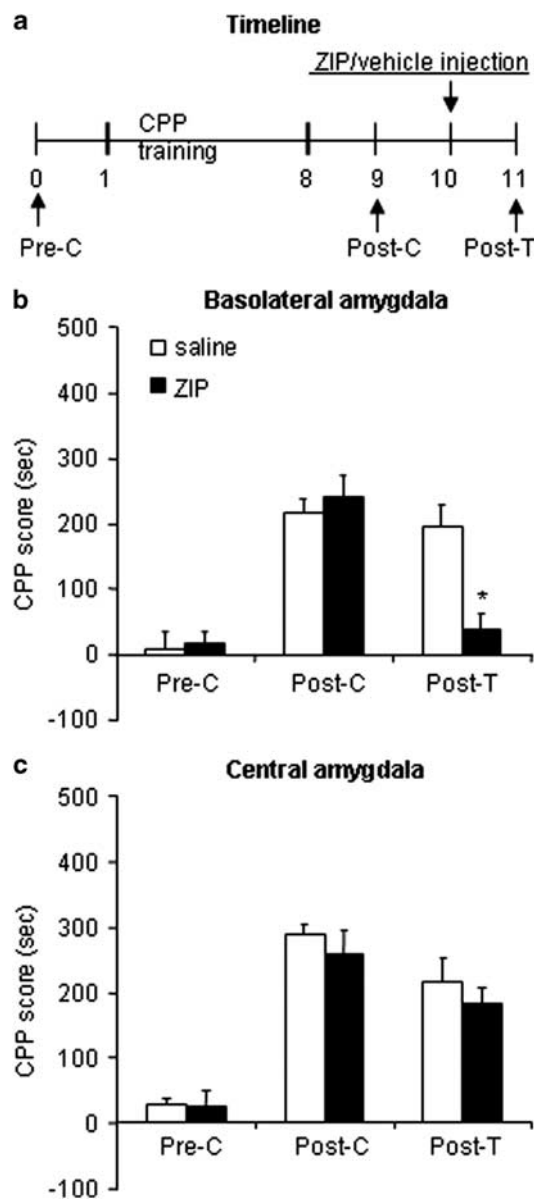 a
Timeline
ZIP/vehicle injection
CPP
training
0 1 8 9 10 11
Pre-C Post-C Post-T
b
Basolateral amygdala
500
400
300
200
100
0
-100
CPP score (sec)
saline
ZIP
*
Pre-C Post-C Post-T
c
Central amygdala
500
400
300
200
100
0
-100
CPP score (sec)
Pre-C Post-C Post-T